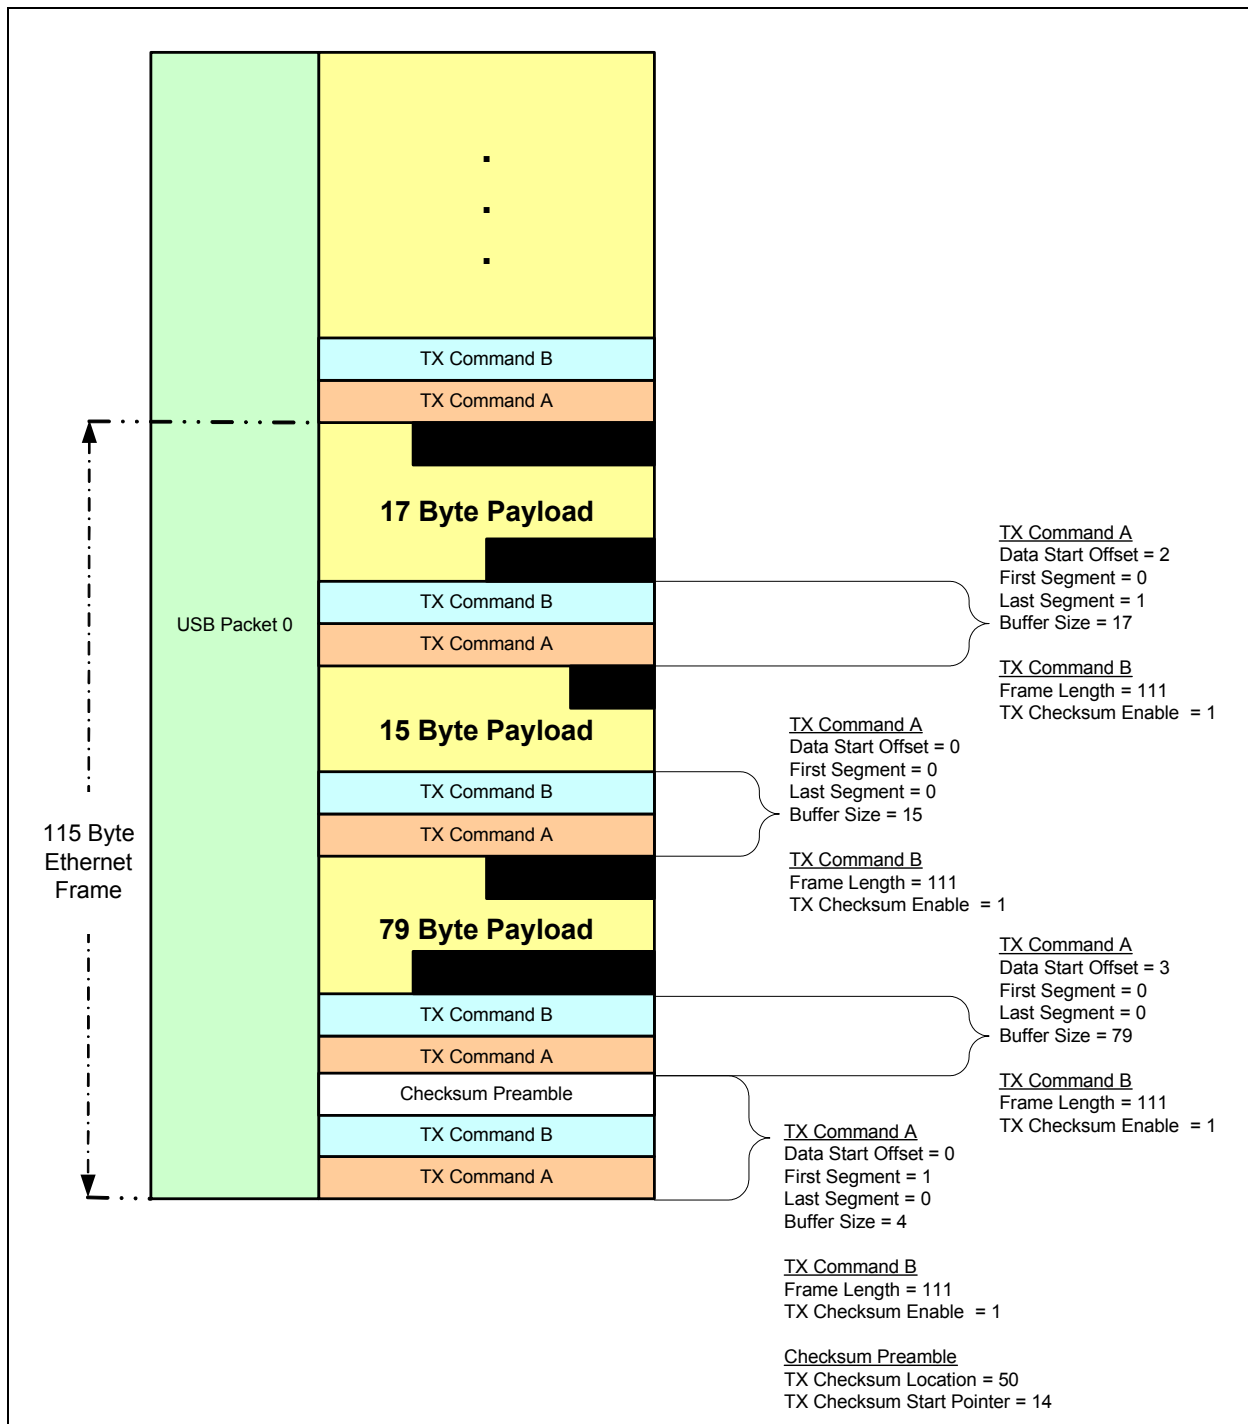 TX Command B
TX Command A
17 Byte Payload
TX Command B
TX Command A
USB Packet 0
15 Byte Payload
TX Command B
TX Command A
115 Byte
Ethernet
Frame
79 Byte Payload
TX Command B
TX Command A
Checksum Preamble
TX Command B
TX Command A
TX Command A
Data Start Offset = 2
First Segment = 0
Last Segment = 1
Buffer Size = 17
TX Command B
Frame Length = 111
TX Checksum Enable = 1
TX Command A
Data Start Offset = 0
First Segment = 0
Last Segment = 0
Buffer Size = 15
TX Command B
Frame Length = 111
TX Checksum Enable = 1
TX Command A
Data Start Offset = 3
First Segment = 0
Last Segment = 0
Buffer Size = 79
TX Command B
Frame Length = 111
TX Checksum Enable = 1
TX Command A
Data Start Offset = 0
First Segment = 1
Last Segment = 0
Buffer Size = 4
TX Command B
Frame Length = 111
TX Checksum Enable = 1
Checksum Preamble
TX Checksum Location = 50
TX Checksum Start Pointer = 14